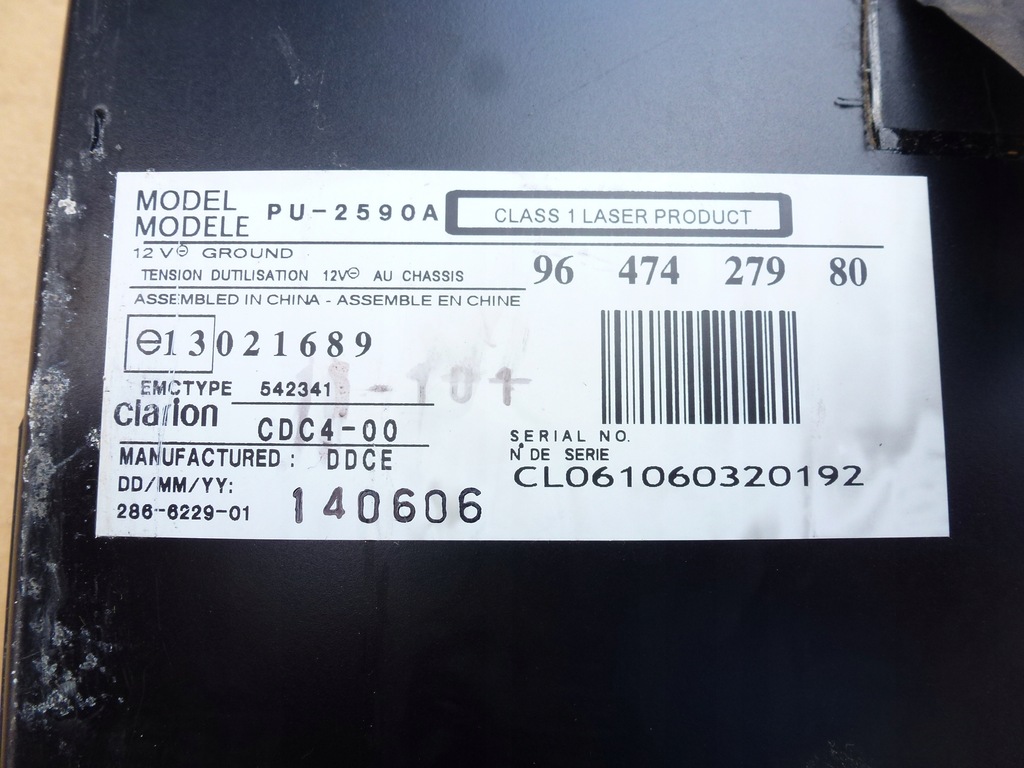 MODEL
MODELE PU-2590A CLASS 1 LASER PRODUCT
12 V⊖ GROUND
TENSION DUTILISATION 12V⊖ AU CHASSIS
96 474 279 80
ASSEMBLED IN CHINA - ASSEMBLE EN CHINE
e13 021689
EMCTYPE 542341
clarion CDC4-00
MANUFACTURED: DDCE
DD/MM/YY:
286-6229-01 140606
SERIAL NO.
N° DE SERIE
CL061060320192